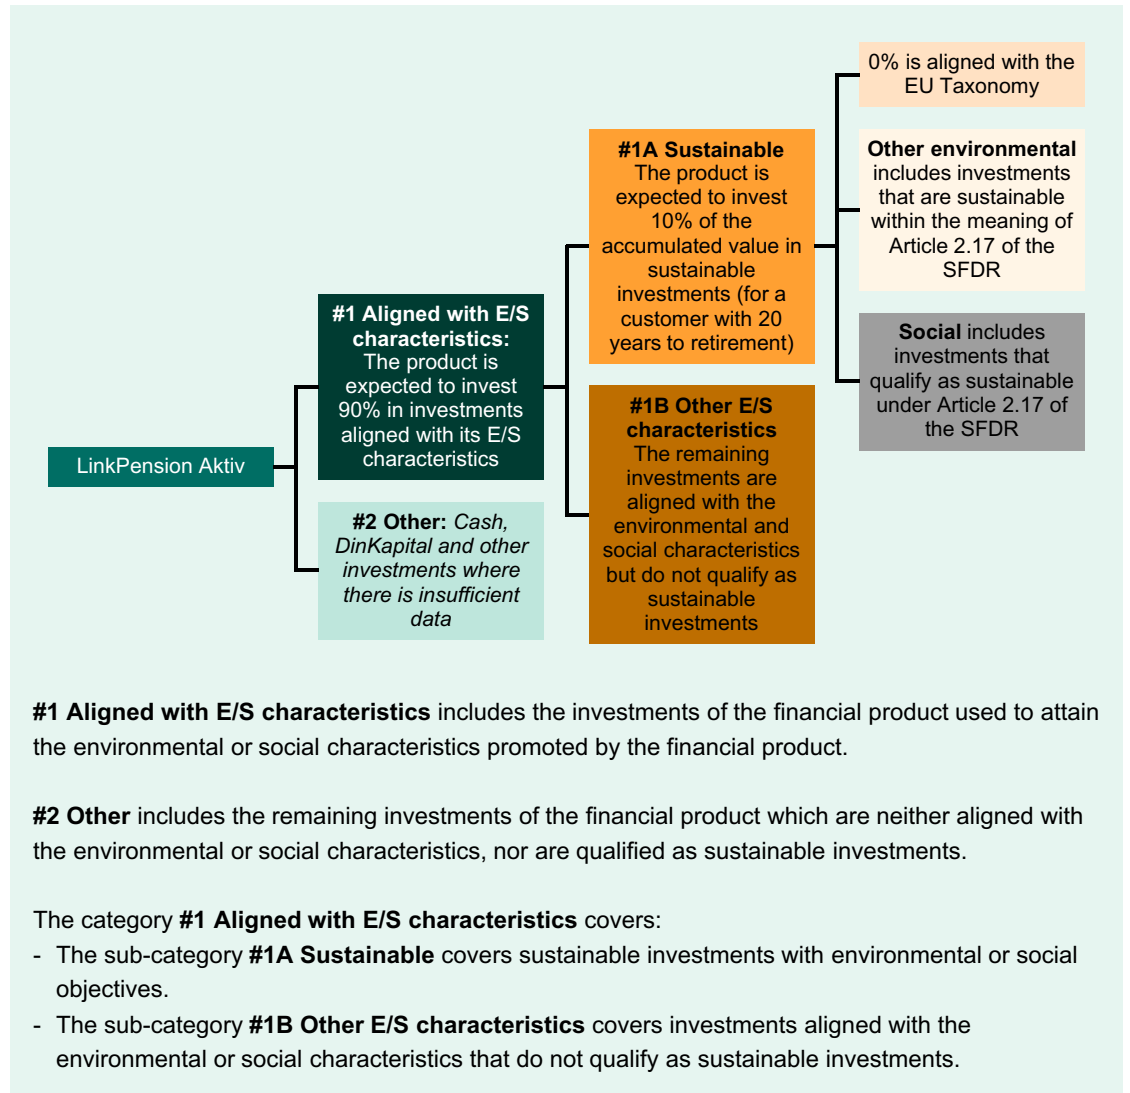 LinkPension Aktiv
#1 Aligned with E/S
characteristics:
The product is
expected to invest
90% in investments
aligned with its E/S
characteristics
#2 Other: Cash,
DinKapital and other
investments where
there is insufficient
data
#1A Sustainable
The product is
expected to invest
10% of the
accumulated value in
sustainable
investments (for a
customer with 20
years to retirement)
#1B Other E/S
characteristics
The remaining
investments are
aligned with the
environmental and
social characteristics
but do not qualify as
sustainable
investments
0% is aligned with the
EU Taxonomy
Other environmental
includes investments
that are sustainable
within the meaning of
Article 2.17 of the
SFDR
Social includes
investments that
qualify as sustainable
under Article 2.17 of
the SFDR
#1 Aligned with E/S characteristics includes the investments of the financial product used to attain
the environmental or social characteristics promoted by the financial product.
#2 Other includes the remaining investments of the financial product which are neither aligned with
the environmental or social characteristics, nor are qualified as sustainable investments.
The category #1 Aligned with E/S characteristics covers:
- The sub-category #1A Sustainable covers sustainable investments with environmental or social
objectives.
- The sub-category #1B Other E/S characteristics covers investments aligned with the
environmental or social characteristics that do not qualify as sustainable investments.